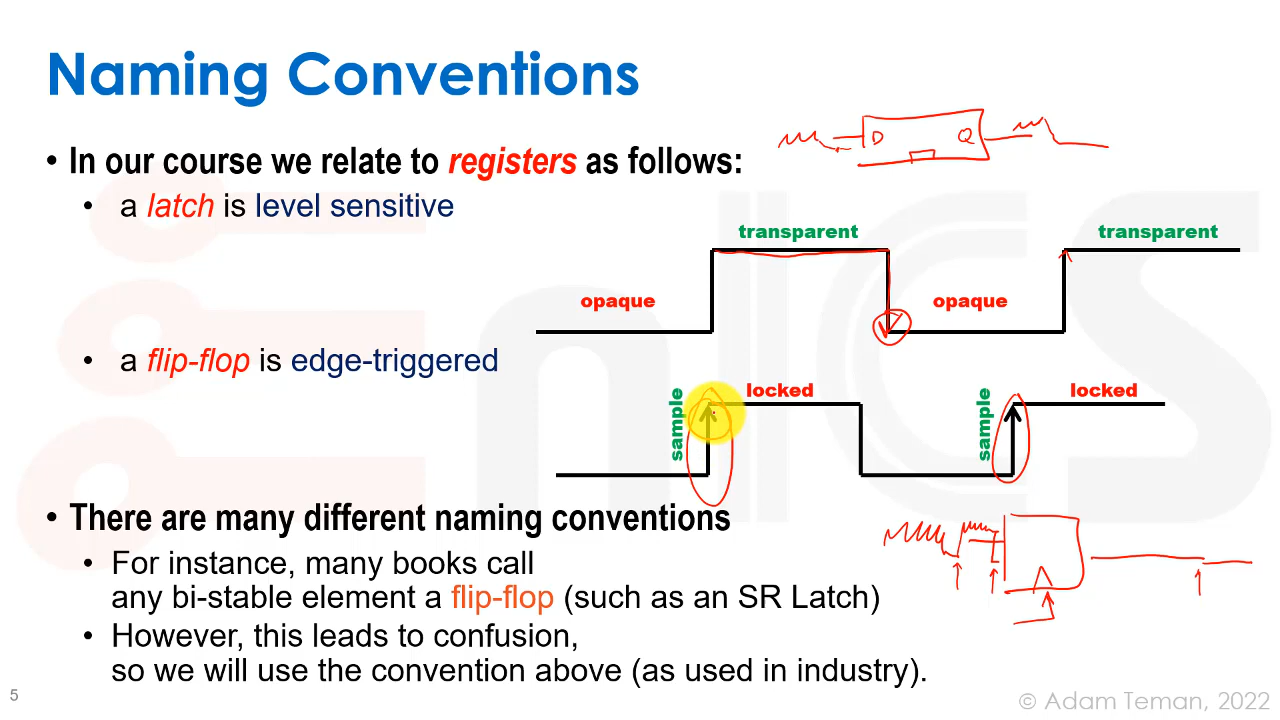 Naming Conventions
• In our course we relate to registers as follows:
• a latch is level sensitive
D Q
transparent
transparent
opaque
opaque
• a flip-flop is edge-triggered
sample
locked
sample
locked
• There are many different naming conventions
• For instance, many books call
any bi-stable element a flip-flop (such as an SR Latch)
• However, this leads to confusion,
so we will use the convention above (as used in industry).
5
© Adam Teman, 2022
nICS